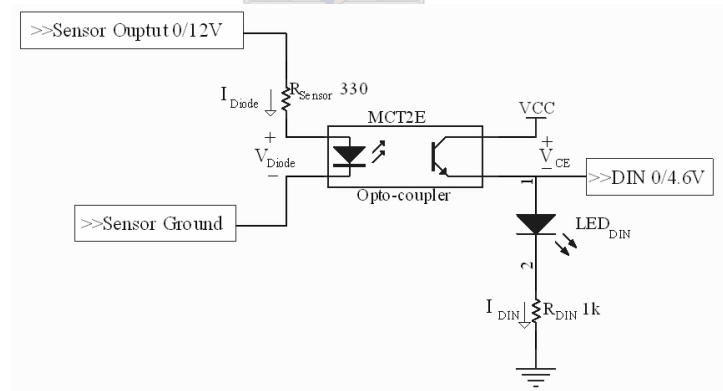 >>Sensor Ouptut 0/12V
I Diode
R Sensor 330
MCT2E
VCC
+
V Diode
−
+
V CE
−
>>DIN 0/4.6V
Opto-coupler
1
>>Sensor Ground
LED DIN
2
I DIN
R DIN 1k